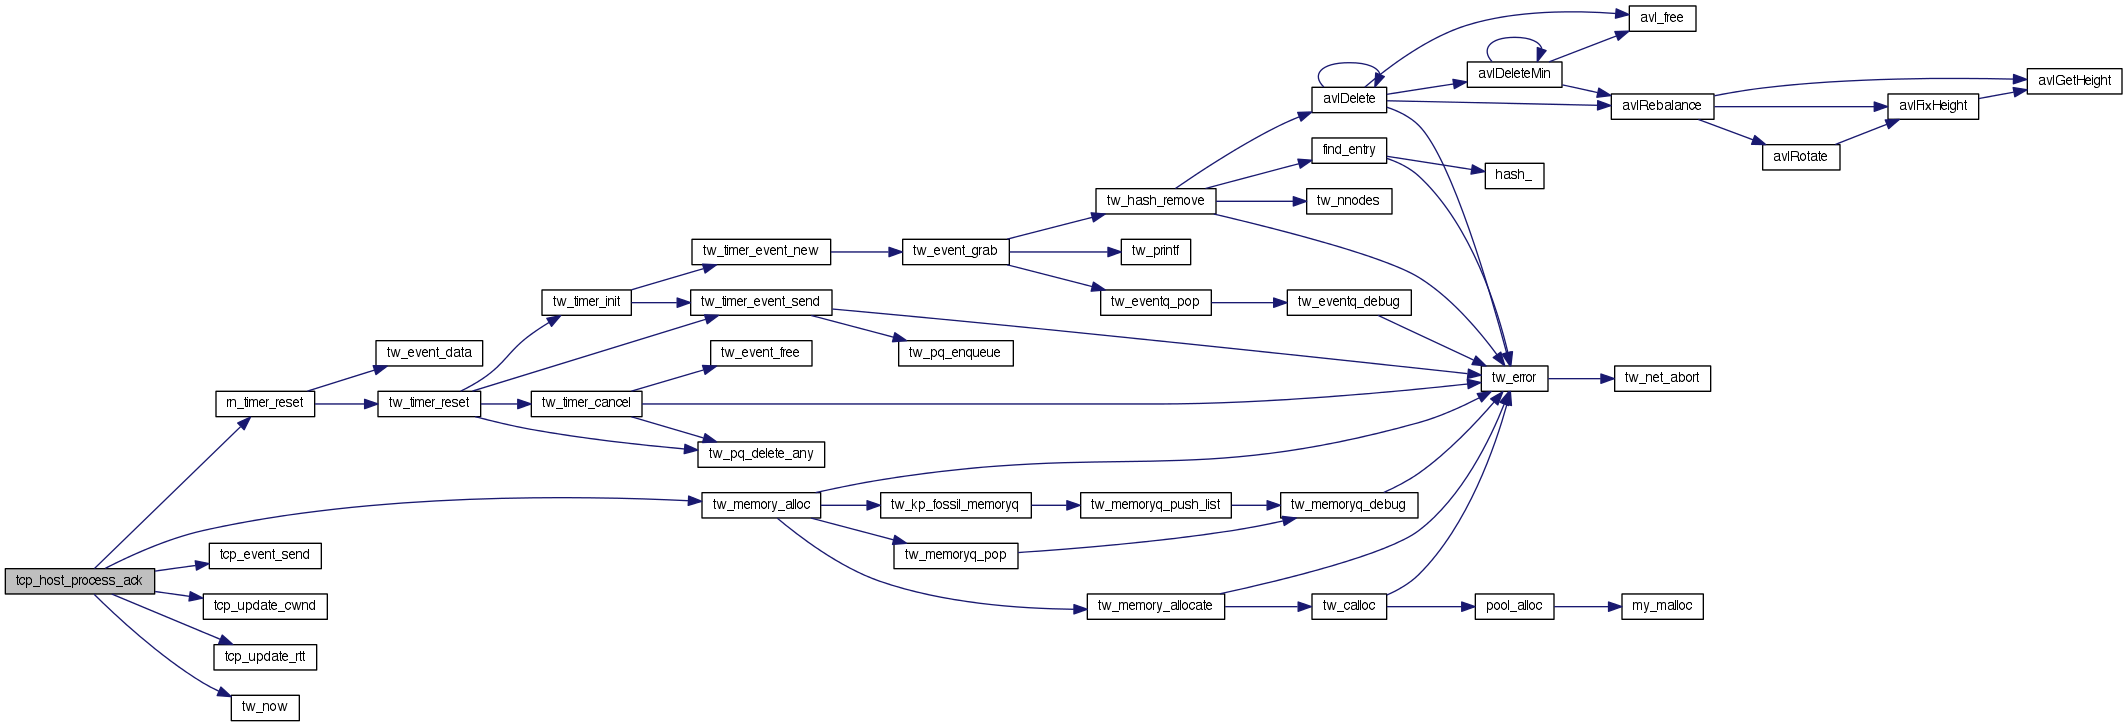 avl_free
avlDeleteMin
avlGetHeight
avlDelete
avlRebalance
avlFixHeight
find_entry
avlRotate
hash_
tw_hash_remove
tw_nnodes
tw_timer_event_new
tw_event_grab
tw_printf
tw_timer_init
tw_timer_event_send
tw_eventq_pop
tw_eventq_debug
tw_event_data
tw_event_free
tw_pq_enqueue
tw_error
tw_net_abort
rn_timer_reset
tw_timer_reset
tw_timer_cancel
tw_pq_delete_any
tw_memory_alloc
tw_kp_fossil_memoryq
tw_memoryq_push_list
tw_memoryq_debug
tcp_event_send
tw_memoryq_pop
tcp_host_process_ack
tcp_update_cwnd
tw_memory_allocate
tw_calloc
pool_alloc
my_malloc
tcp_update_rtt
tw_now